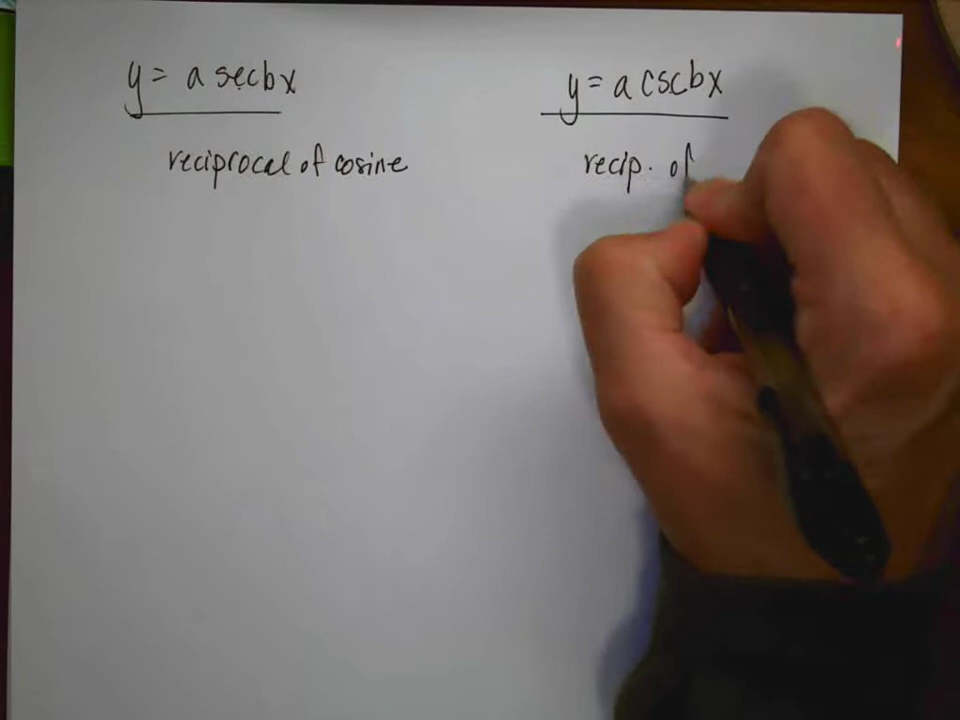 y = a secbx
reciprocal of cosine
y = a cscbx
recip. of